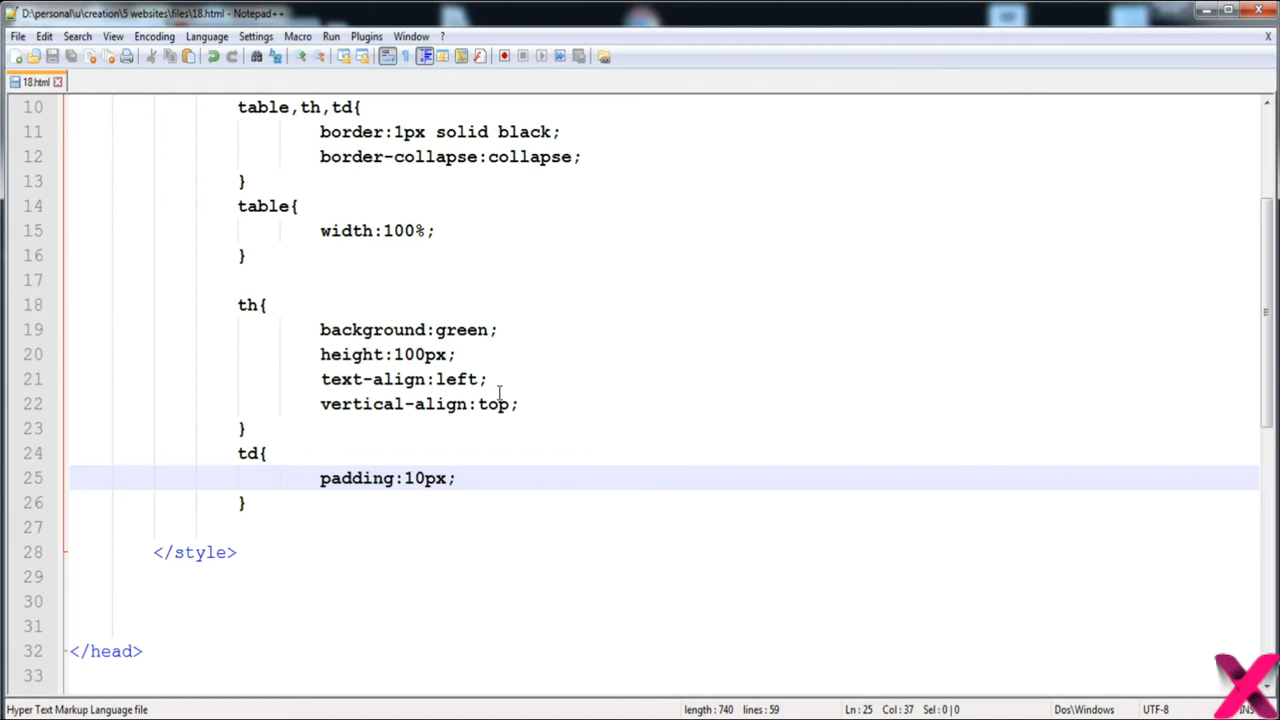 D:\personal\u\creation\5 websites\files\18.html - Notepad++
File Edit Search View Encoding Language Settings Macro Run Plugins Window ? X
18.html
10 table,th,td{
11 border:1px solid black;
12 border-collapse:collapse;
13 }
14 table{
15 width:100%;
16 }
17
18 th{
19 background:green;
20 height:100px;
21 text-align:left;
22 vertical-align:top;
23 }
24 td{
25 padding:10px;
26 }
27
28 </style>
29
30
31
32 </head>
33
Hyper Text Markup Language file length : 740 lines : 59 Ln : 25 Col : 37 Sel : 0 | 0 Dos\Windows UTF-8